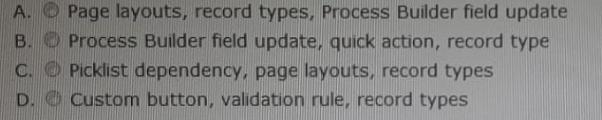 A. Page layouts, record types, Process Builder field update
B. Process Builder field update, quick action, record type
C. Picklist dependency, page layouts, record types
D. Custom button, validation rule, record types